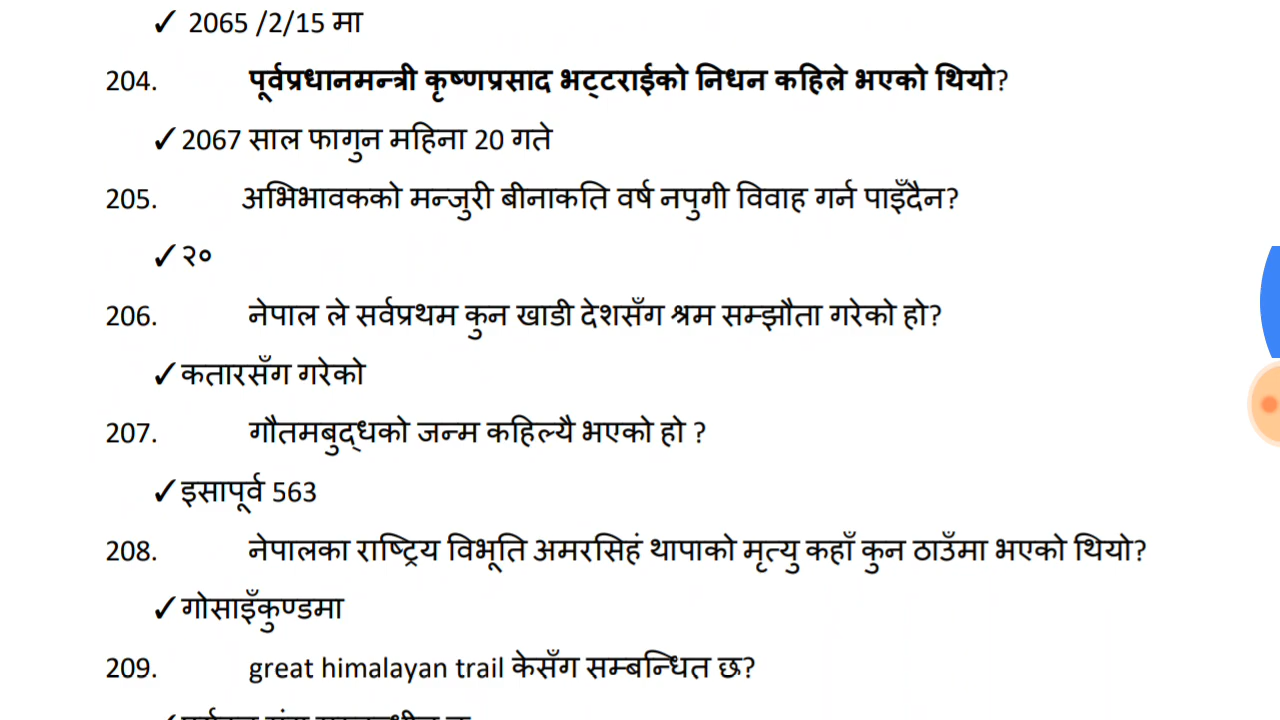 ✓ 2065 /2/15 मा
204. पूर्वप्रधानमन्त्री कृष्णप्रसाद भट्टराईको निधन कहिले भएको थियो?
✓2067 साल फागुन महिना 20 गते
205. अभिभावकको मन्जुरी बीनाकति वर्ष नपुगी विवाह गर्न पाइँदैन?
✓२०
206. नेपाल ले सर्वप्रथम कुन खाडी देशसँग श्रम सम्झौता गरेको हो?
✓कतारसँग गरेको
207. गौतमबुद्धको जन्म कहिल्यै भएको हो ?
✓इसापूर्व 563
208. नेपालका राष्ट्रिय विभूति अमरसिहं थापाको मृत्यु कहाँ कुन ठाउँमा भएको थियो?
✓गोसाइँकुण्डमा
209. great himalayan trail केसँग सम्बन्धित छ?